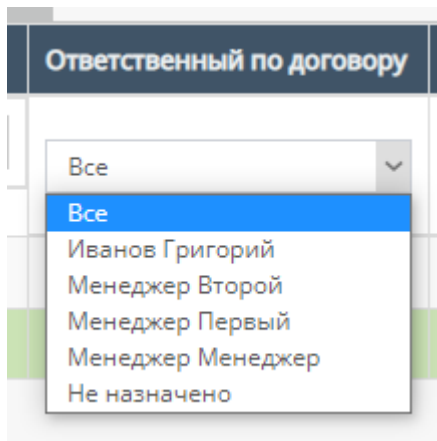 Ответственный по договору
Все
Все
Иванов Григорий
Менеджер Второй
Менеджер Первый
Менеджер Менеджер
Не назначено